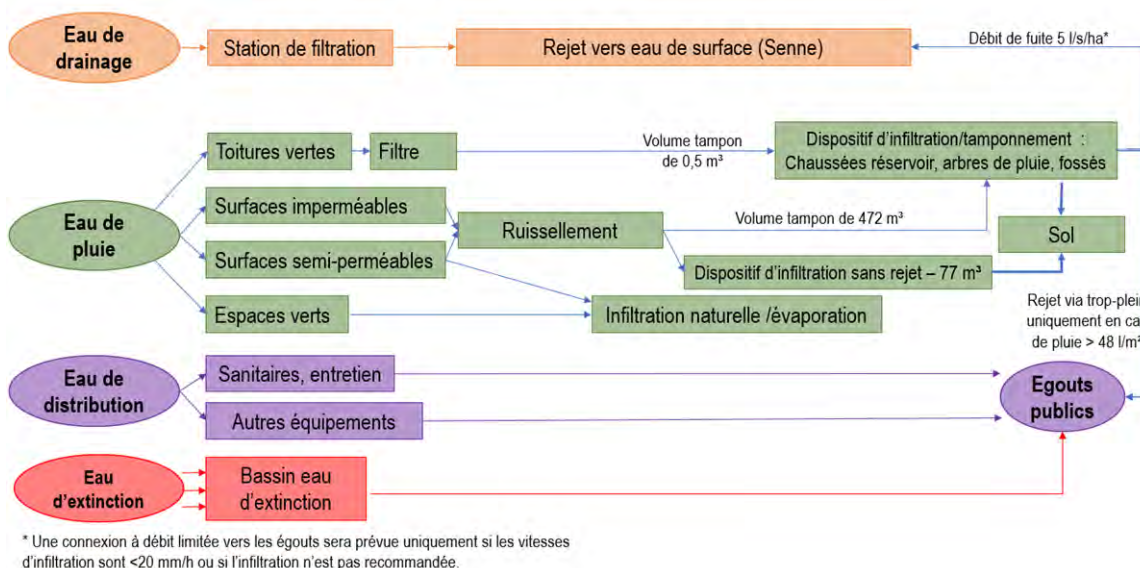 Eau de
drainage
Station de filtration
Rejet vers eau de surface (Senne)
Débit de fuite 5 l/s/ha*
Toitures vertes
Filtre
Volume tampon
de 0,5 m³
Dispositif d'infiltration/tamponnement :
Chaussées réservoir, arbres de pluie, fossés
Eau de
pluie
Surfaces imperméables
Surfaces semi-perméables
Ruissellement
Volume tampon de 472 m³
Sol
Dispositif d'infiltration sans rejet – 77 m³
Espaces verts
Infiltration naturelle /évaporation
Rejet via trop-plein
uniquement en ca
de pluie > 48 l/m²
Eau de
distribution
Sanitaires, entretien
Autres équipements
Egouts
publics
Eau
d'extinction
Bassin eau
d'extinction
* Une connexion à débit limitée vers les égouts sera prévue uniquement si les vitesses
d'infiltration sont <20 mm/h ou si l'infiltration n'est pas recommandée.